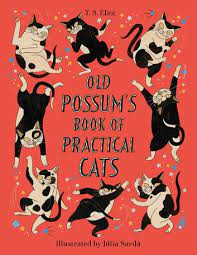 T. S. Eliot
OLD
POSSUM'S
BOOK OF
PRACTICAL
CATS
illustrated by Júlia Sardà